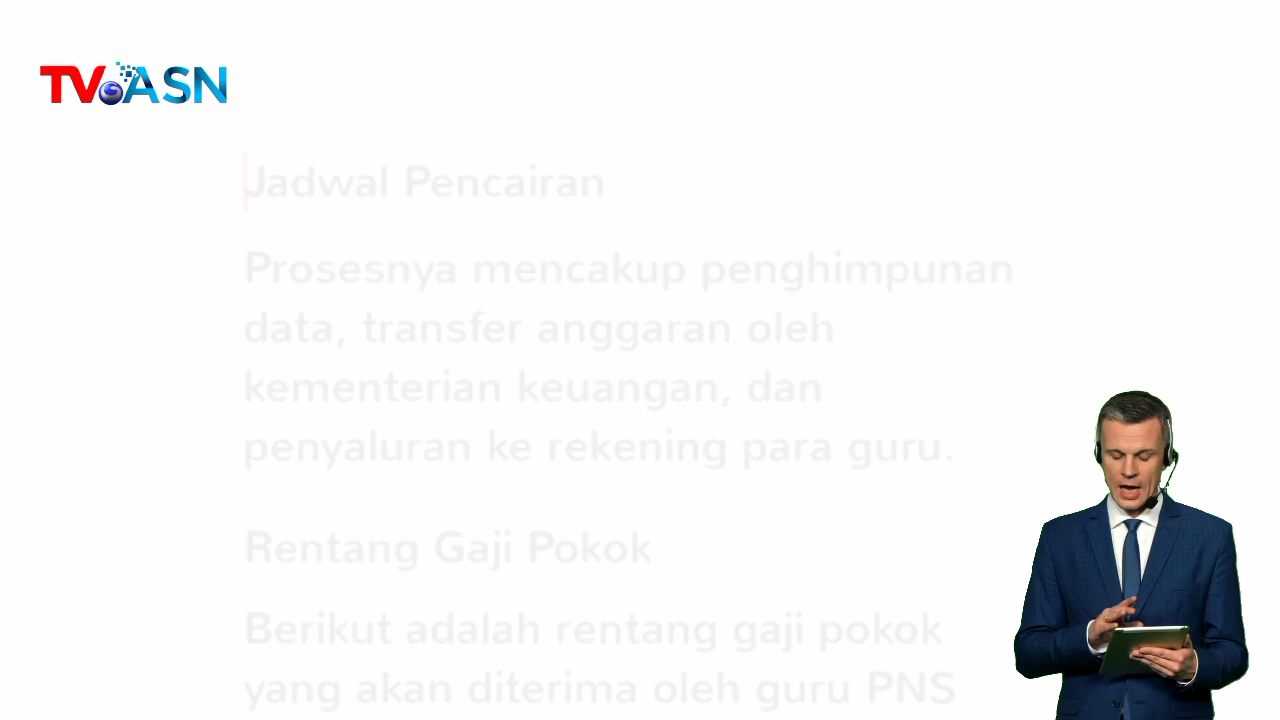 TV ASN
Jadwal Pencairan
Prosesnya mencakup penghimpunan
data, transfer anggaran oleh
kementerian keuangan, dan
penyaluran ke rekening para guru.
Rentang Gaji Pokok
Berikut adalah rentang gaji pokok
yang akan diterima oleh guru PNS